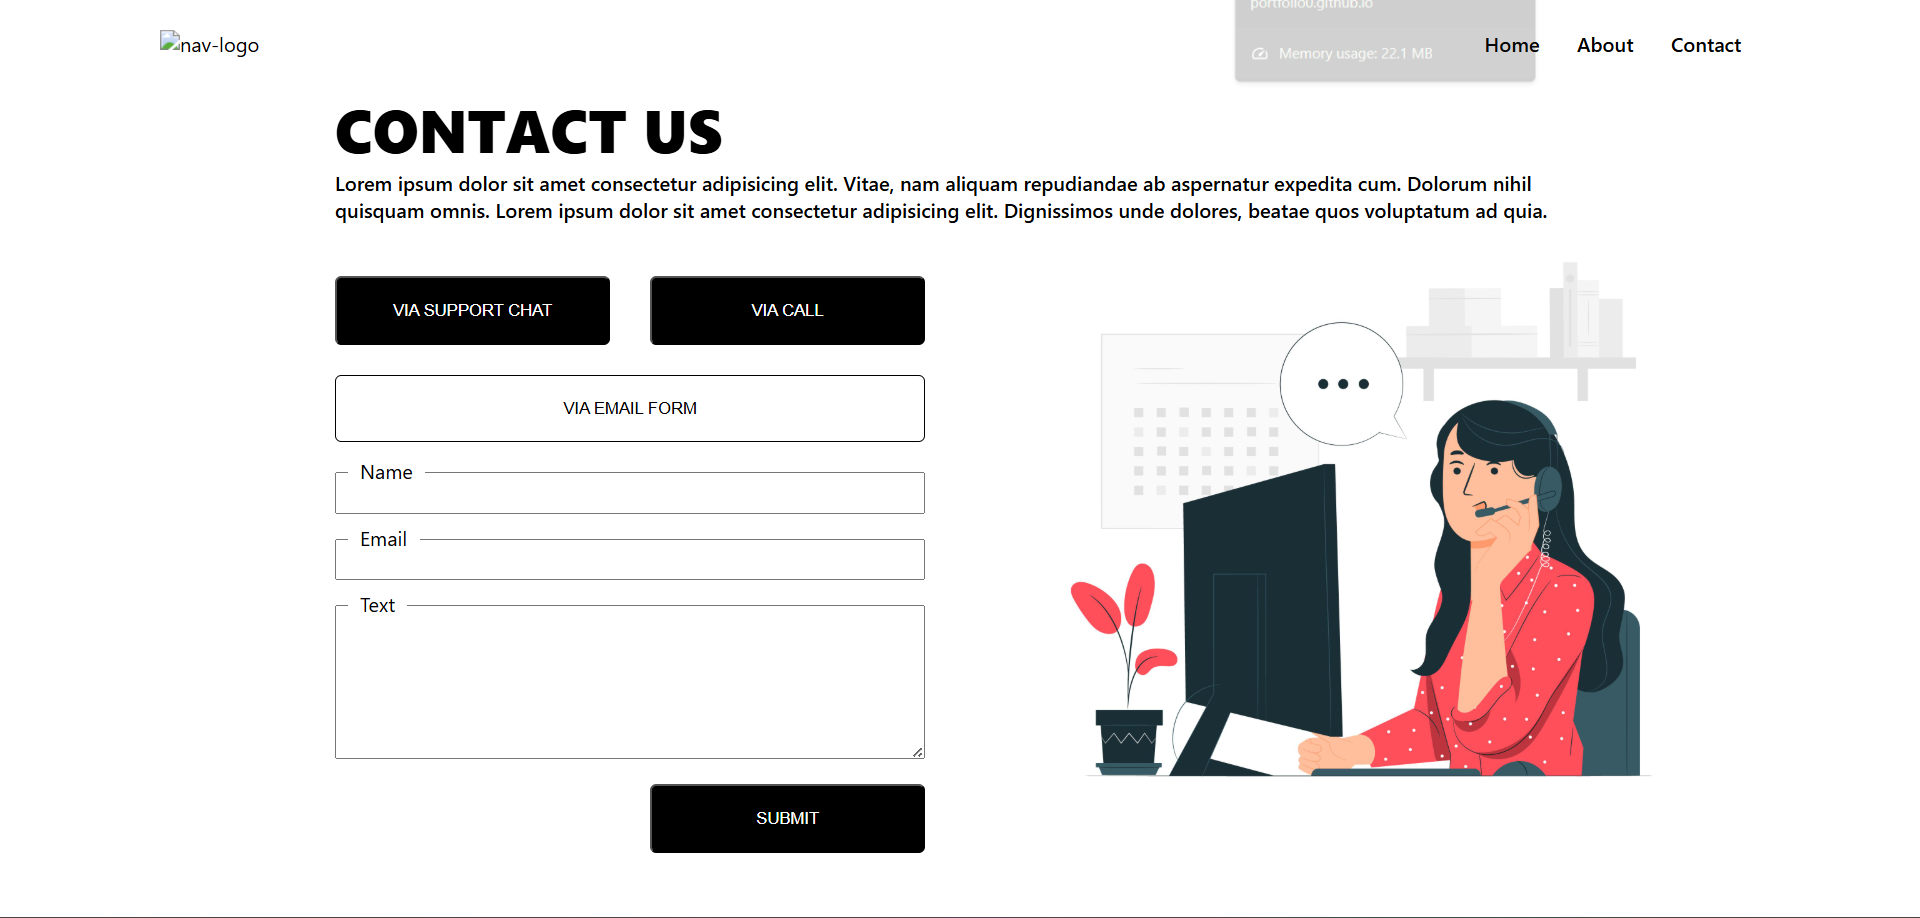 portfolio0.github.io
nav-logo
Memory usage: 22.1 MB
Home
About
Contact
CONTACT US
Lorem ipsum dolor sit amet consectetur adipisicing elit. Vitae, nam aliquam repudiandae ab aspernatur expedita cum. Dolorum nihil
quisquam omnis. Lorem ipsum dolor sit amet consectetur adipisicing elit. Dignissimos unde dolores, beatae quos voluptatum ad quia.
VIA SUPPORT CHAT
VIA CALL
VIA EMAIL FORM
Name
Email
Text
SUBMIT